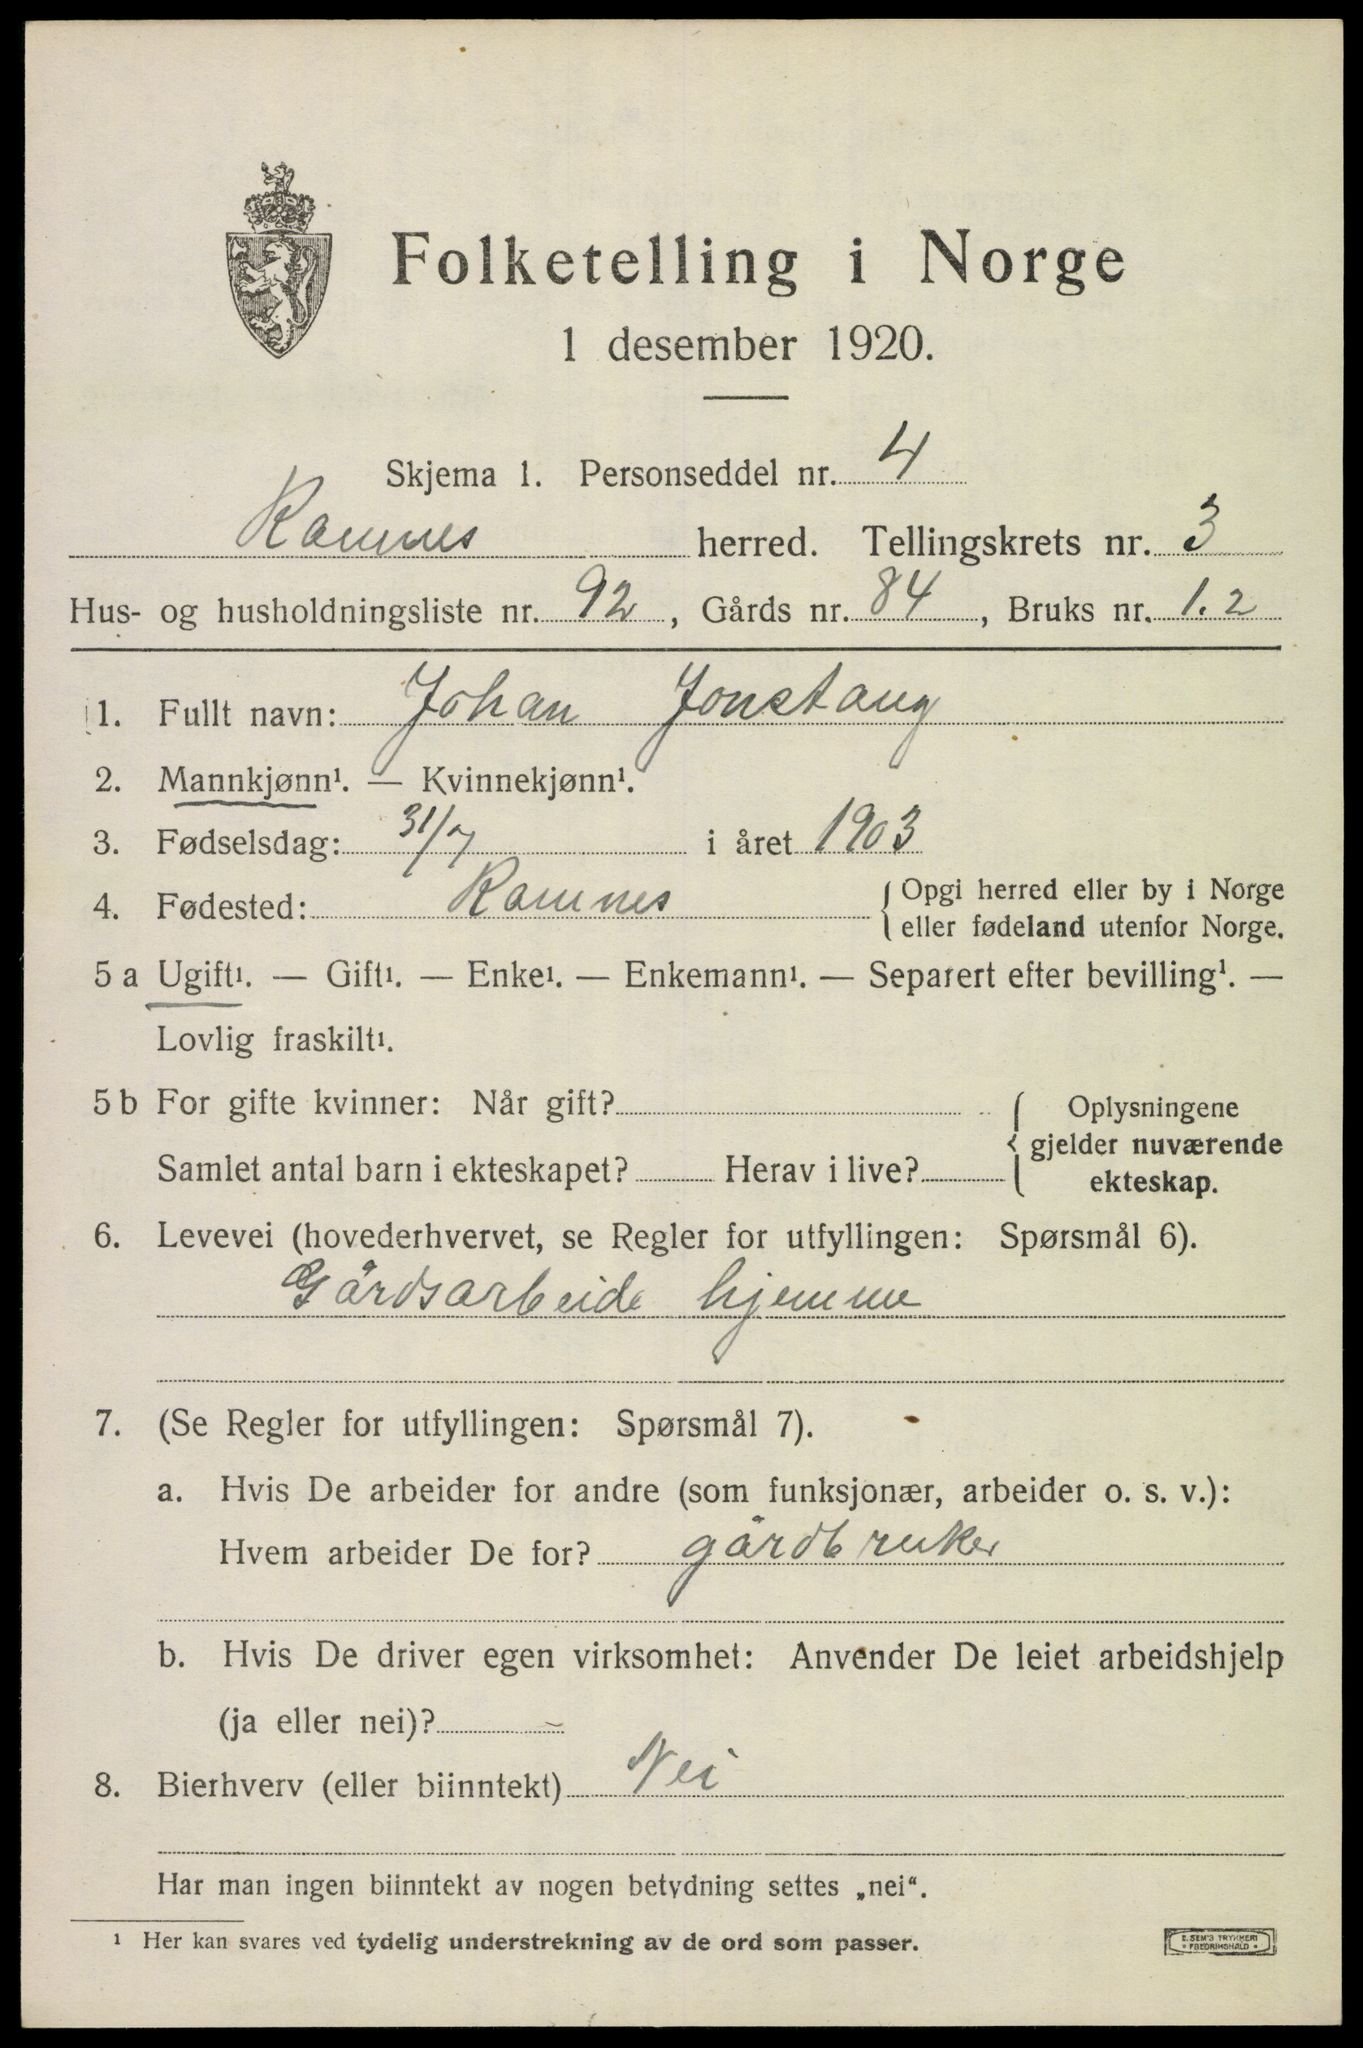 Folketelling i Norge
1 desember 1920.
Skjema 1. Personseddel nr. 4
Ramnes herred. Tellingskrets nr. 3
Hus- og husholdningsliste nr. 92, Gårds nr. 84, Bruks nr. 1.2
1. Fullt navn: Johan Jonstang
2. Mannkjønn¹. — Kvinnekjønn¹.
3. Fødselsdag: 31/7 i året 1903
4. Fødested: Ramnes { Opgi herred eller by i Norge
eller fødeland utenfor Norge.
5 a Ugift¹. — Gift¹. — Enke¹. — Enkemann¹. — Separert efter bevilling¹. —
Lovlig fraskilt¹.
5 b For gifte kvinner: Når gift? { Oplysningene
gjelder nuværende
Samlet antal barn i ekteskapet? Herav i live? ekteskap.
6. Levevei (hovederhvervet, se Regler for utfyllingen: Spørsmål 6).
Gårdsarbeide hjemme
7. (Se Regler for utfyllingen: Spørsmål 7).
a. Hvis De arbeider for andre (som funksjonær, arbeider o. s. v.):
Hvem arbeider De for? gårdbruker
b. Hvis De driver egen virksomhet: Anvender De leiet arbeidshjelp
(ja eller nei)? –
8. Bierhverv (eller biinntekt) Nei
Har man ingen biinntekt av nogen betydning settes „nei“.
¹ Her kan svares ved tydelig understrekning av de ord som passer.
E. SEM'S TRYKKERI
FREDRIKSHALD